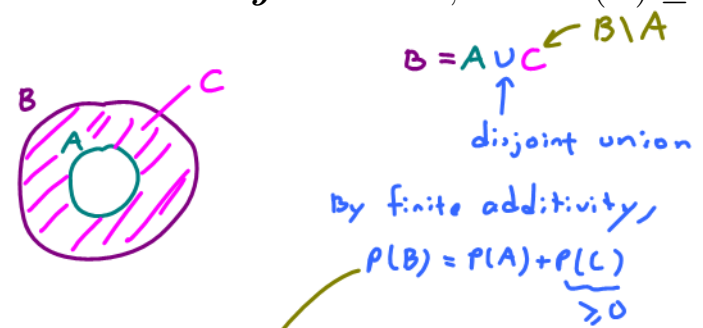 B \ A
B = A ∪ C
C
B
A
disjoint union
By finite additivity,
P(B) = P(A) + P(C)
≥ 0